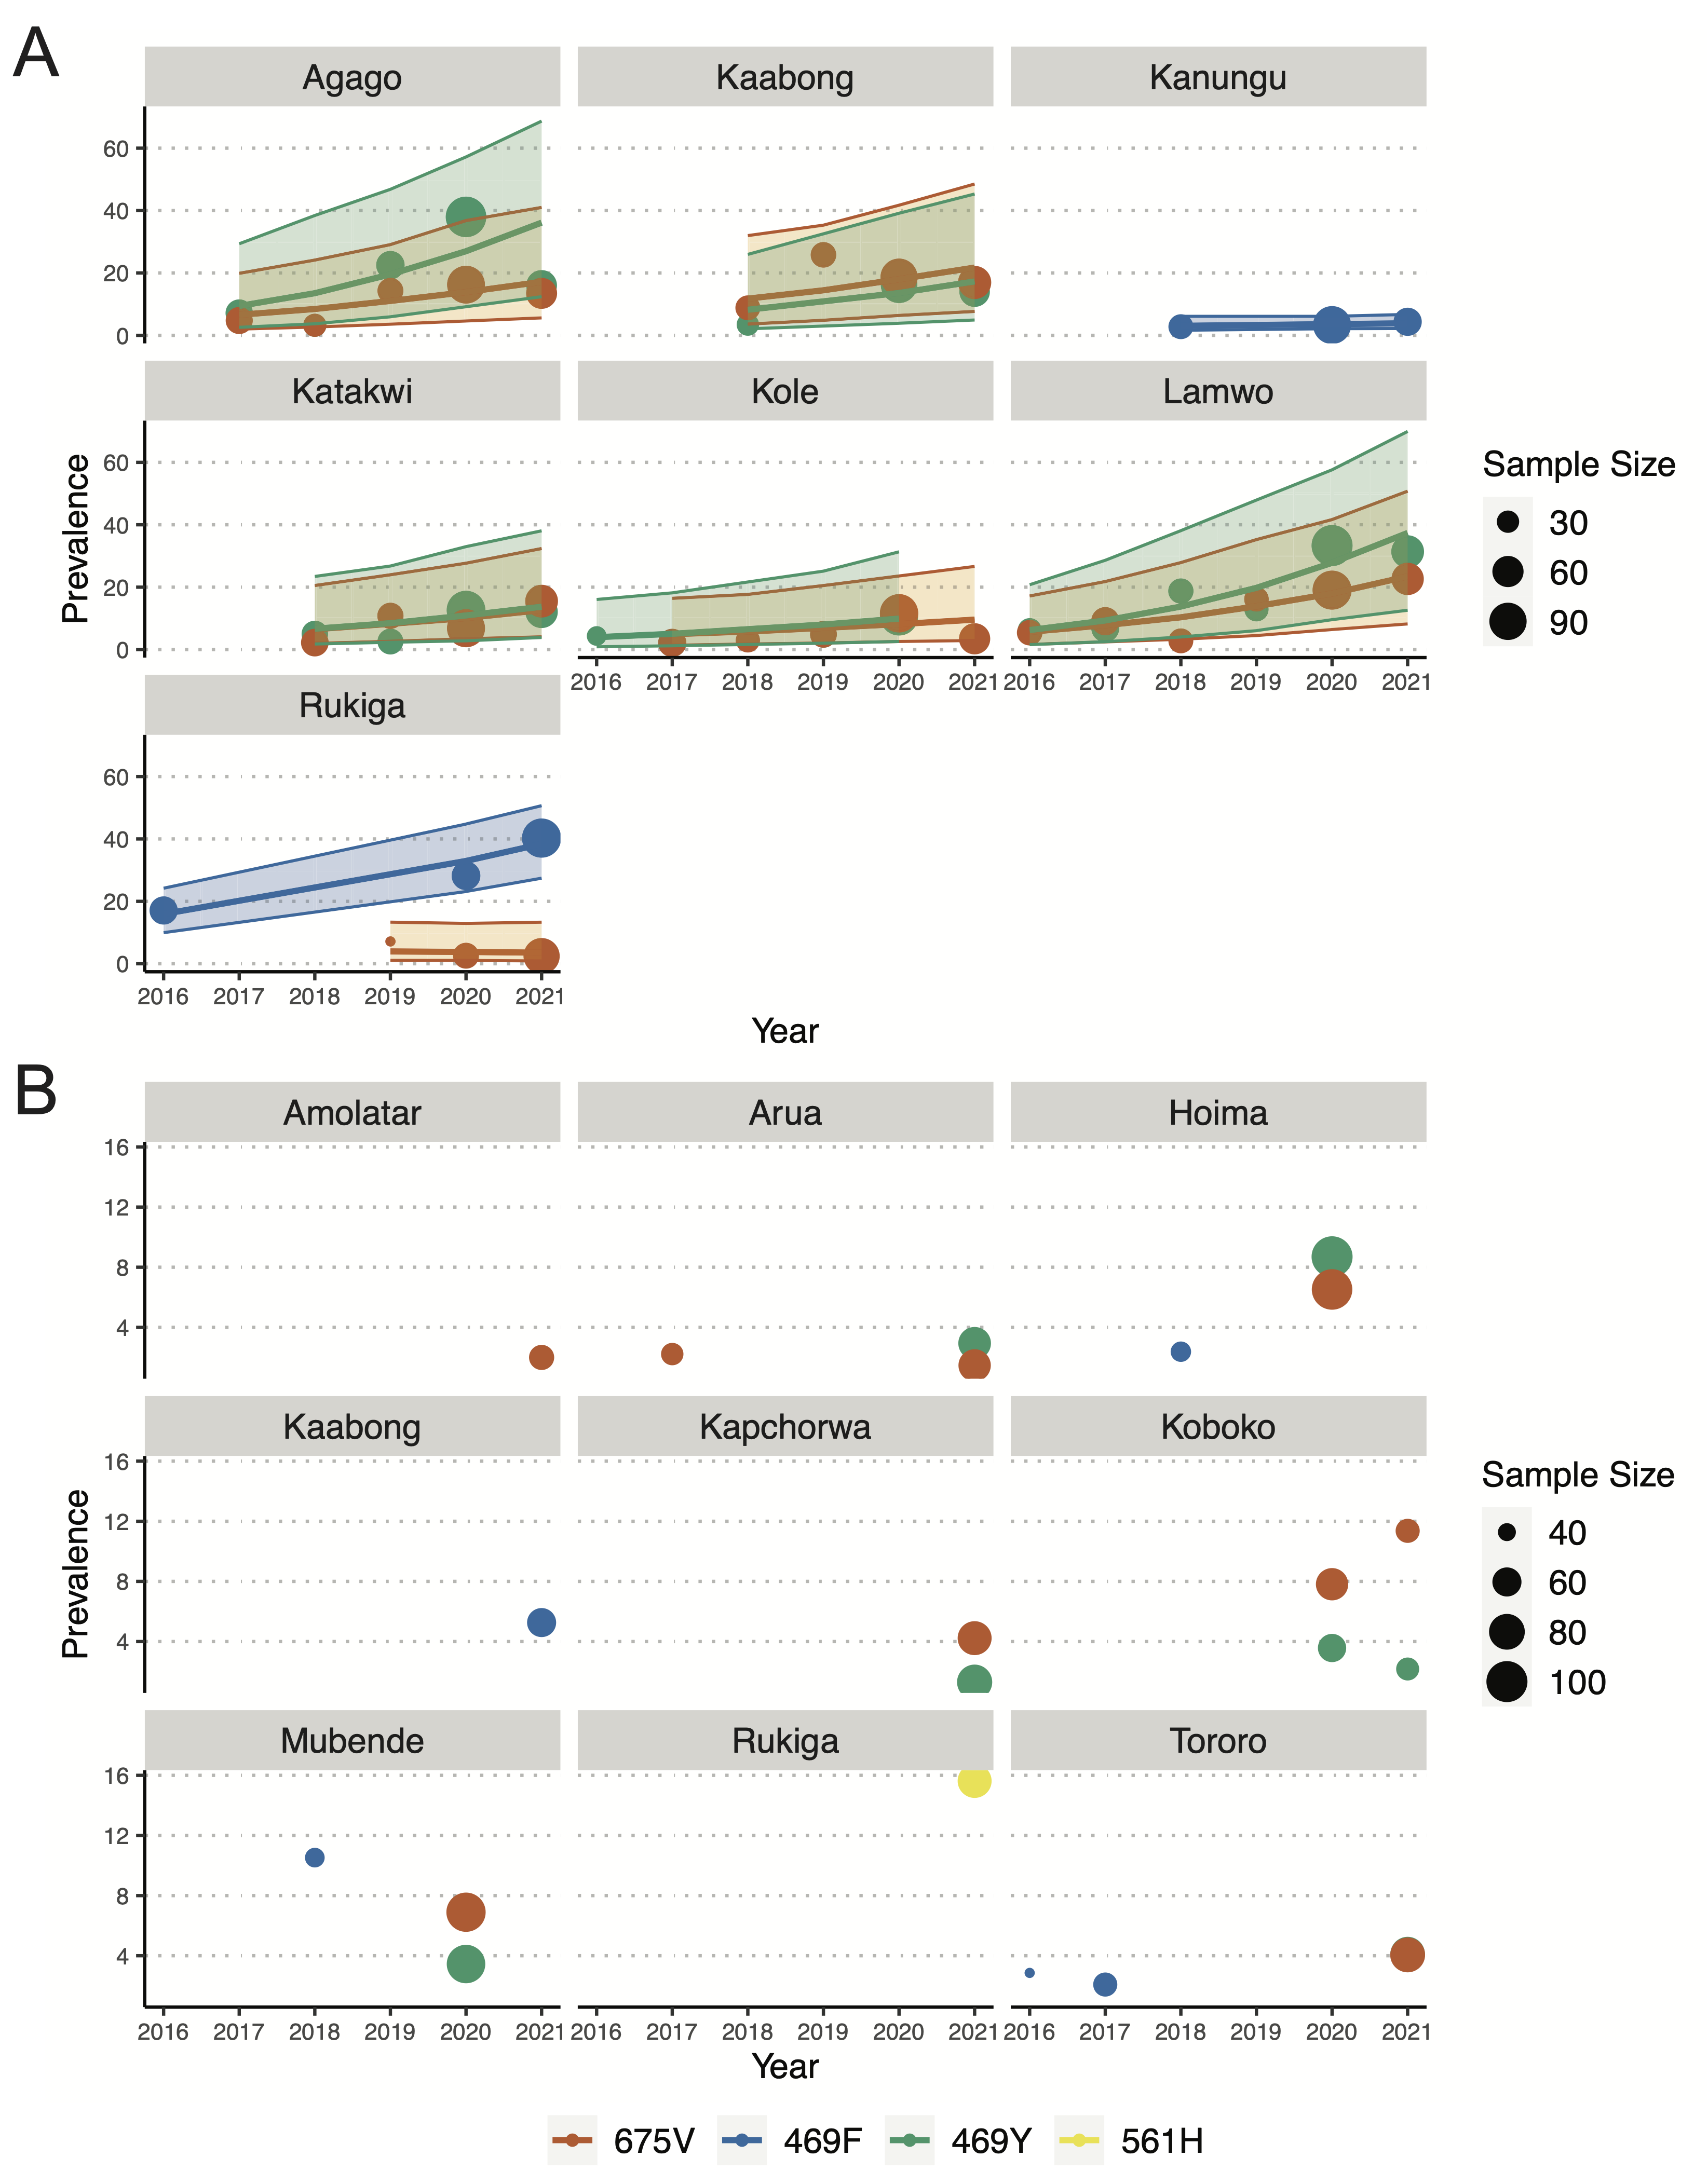 A
Agago Kaabong Kanungu
60
40
20
0
Katakwi Kole Lamwo
Prevalence
60
40
20
0
2016 2017 2018 2019 2020 2021 2016 2017 2018 2019 2020 2021
Sample Size
30
60
90
Rukiga
60
40
20
0
2016 2017 2018 2019 2020 2021
Year
B
Amolatar Arua Hoima
16
12
8
4
Kaabong Kapchorwa Koboko
Prevalence
16
12
8
4
Sample Size
40
60
80
100
Mubende Rukiga Tororo
16
12
8
4
2016 2017 2018 2019 2020 2021 2016 2017 2018 2019 2020 2021 2016 2017 2018 2019 2020 2021
Year
675V 469F 469Y 561H